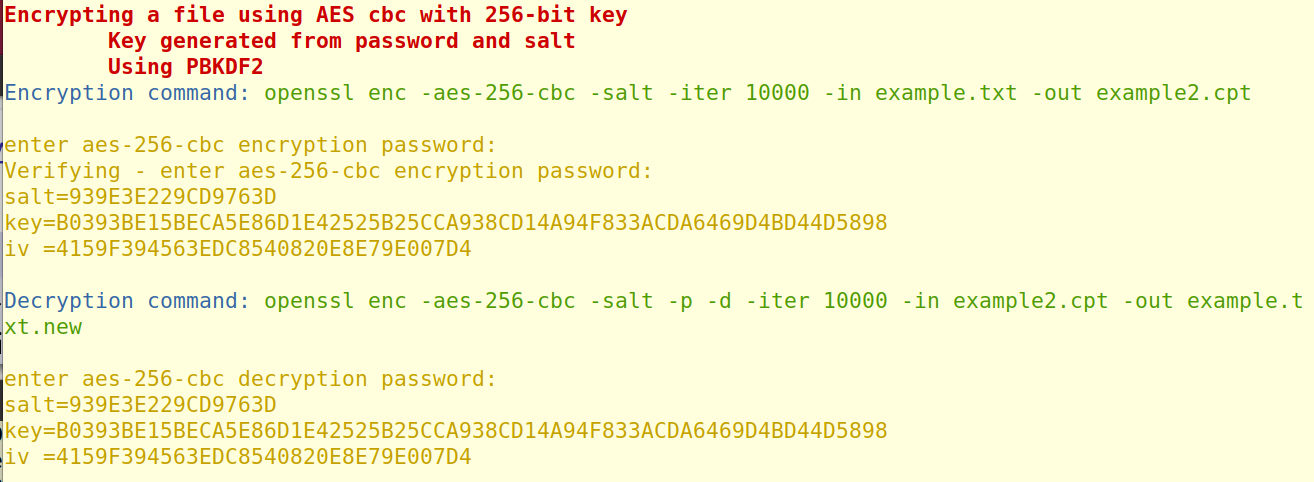 Encrypting a file using AES cbc with 256-bit key
Key generated from password and salt
Using PBKDF2
Encryption command: openssl enc -aes-256-cbc -salt -iter 10000 -in example.txt -out example2.cpt
enter aes-256-cbc encryption password:
Verifying - enter aes-256-cbc encryption password:
salt=939E3E229CD9763D
key=B0393BE15BECA5E86D1E42525B25CCA938CD14A94F833ACDA6469D4BD44D5898
iv =4159F394563EDC8540820E8E79E007D4
Decryption command: openssl enc -aes-256-cbc -salt -p -d -iter 10000 -in example2.cpt -out example.t
xt.new
enter aes-256-cbc decryption password:
salt=939E3E229CD9763D
key=B0393BE15BECA5E86D1E42525B25CCA938CD14A94F833ACDA6469D4BD44D5898
iv =4159F394563EDC8540820E8E79E007D4